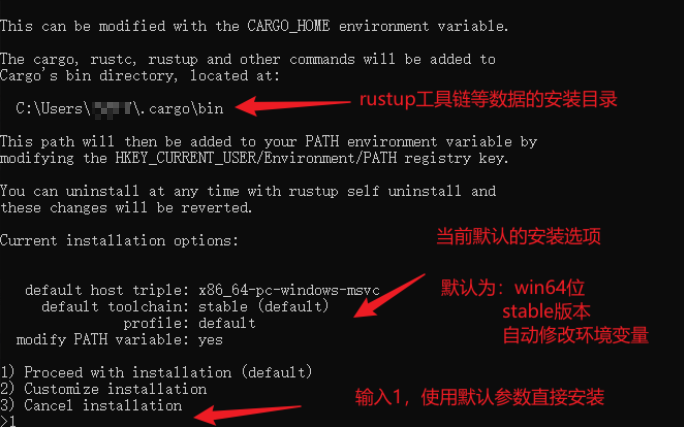 This can be modified with the CARGO_HOME environment variable.
The cargo, rustc, rustup and other commands will be added to
Cargo's bin directory, located at:
C:\Users\ \.cargo\bin
rustup工具链等数据的安装目录
This path will then be added to your PATH environment variable by
modifying the HKEY_CURRENT_USER/Environment/PATH registry key.
You can uninstall at any time with rustup self uninstall and
these changes will be reverted.
Current installation options:
当前默认的安装选项
default host triple: x86_64-pc-windows-msvc
default toolchain: stable (default)
profile: default
modify PATH variable: yes
默认为：win64位
stable版本
自动修改环境变量
1) Proceed with installation (default)
2) Customize installation
3) Cancel installation
>1
输入1，使用默认参数直接安装